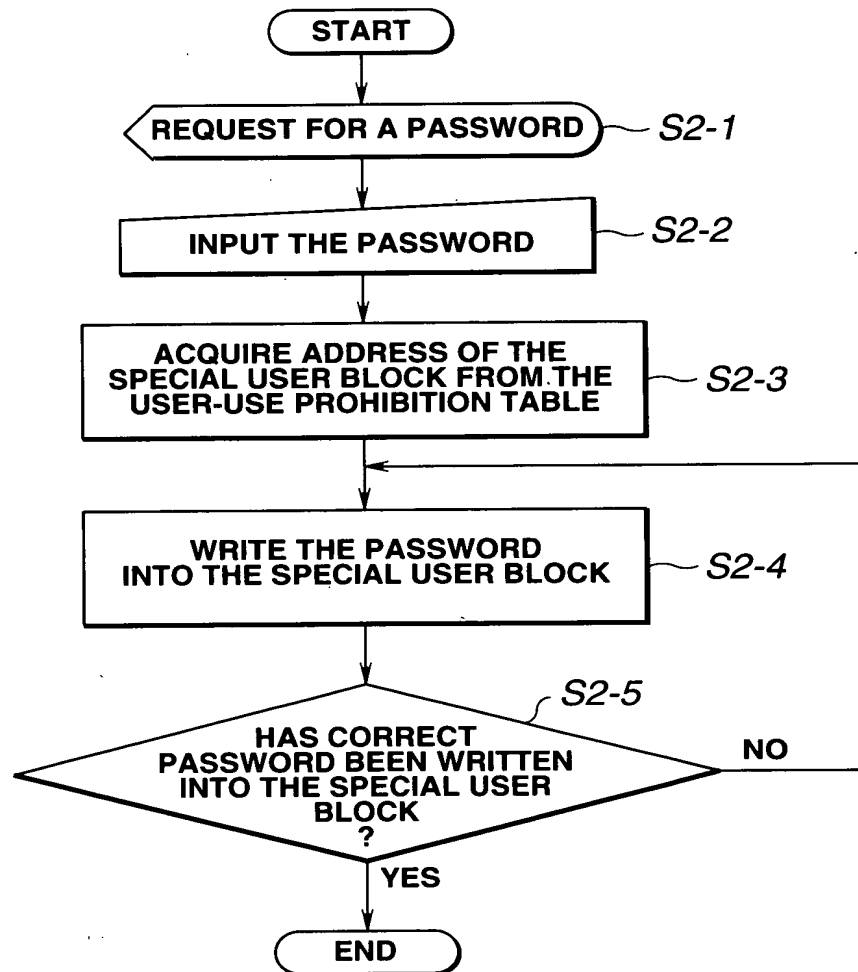 START
REQUEST FOR A PASSWORD
S2-1
INPUT THE PASSWORD
S2-2
ACQUIRE ADDRESS OF THE
SPECIAL USER BLOCK FROM THE
USER-USE PROHIBITION TABLE
S2-3
WRITE THE PASSWORD
INTO THE SPECIAL USER BLOCK
S2-4
S2-5
HAS CORRECT
PASSWORD BEEN WRITTEN
INTO THE SPECIAL USER
BLOCK
?
NO
YES
END